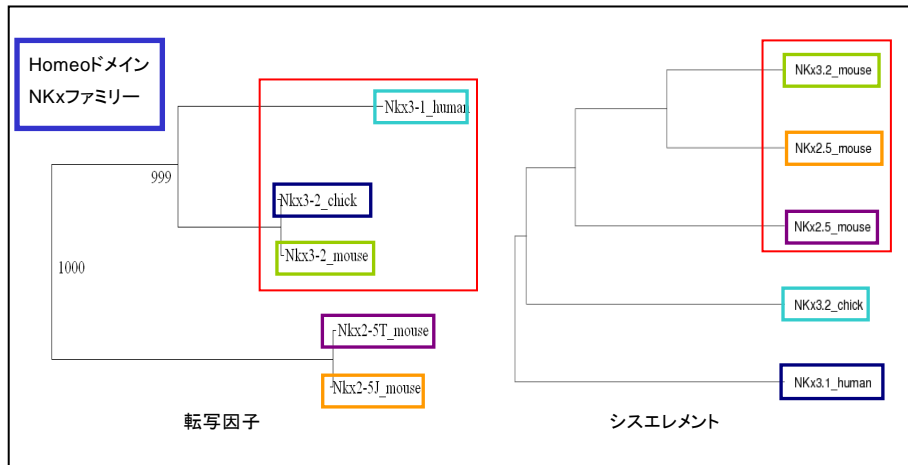 Homeoドメイン
NKxファミリー
Nkx3-1_human
999
Nkx3-2_chick
Nkx3-2_mouse
1000
Nkx2-5T_mouse
Nkx2-5J_mouse
転写因子
NKx3.2_mouse
NKx2.5_mouse
NKx2.5_mouse
NKx3.2_chick
NKx3.1_human
シスエレメント